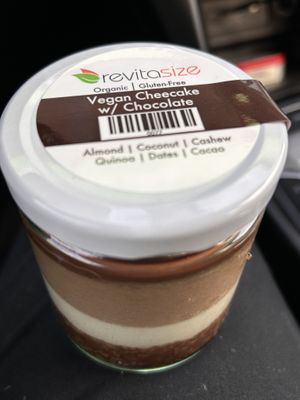 revitasize
Organic | Gluten-Free
Vegan Cheecake
w/ Chocolate
Almond | Coconut | Cashew
Quinoa | Dates | Cacao